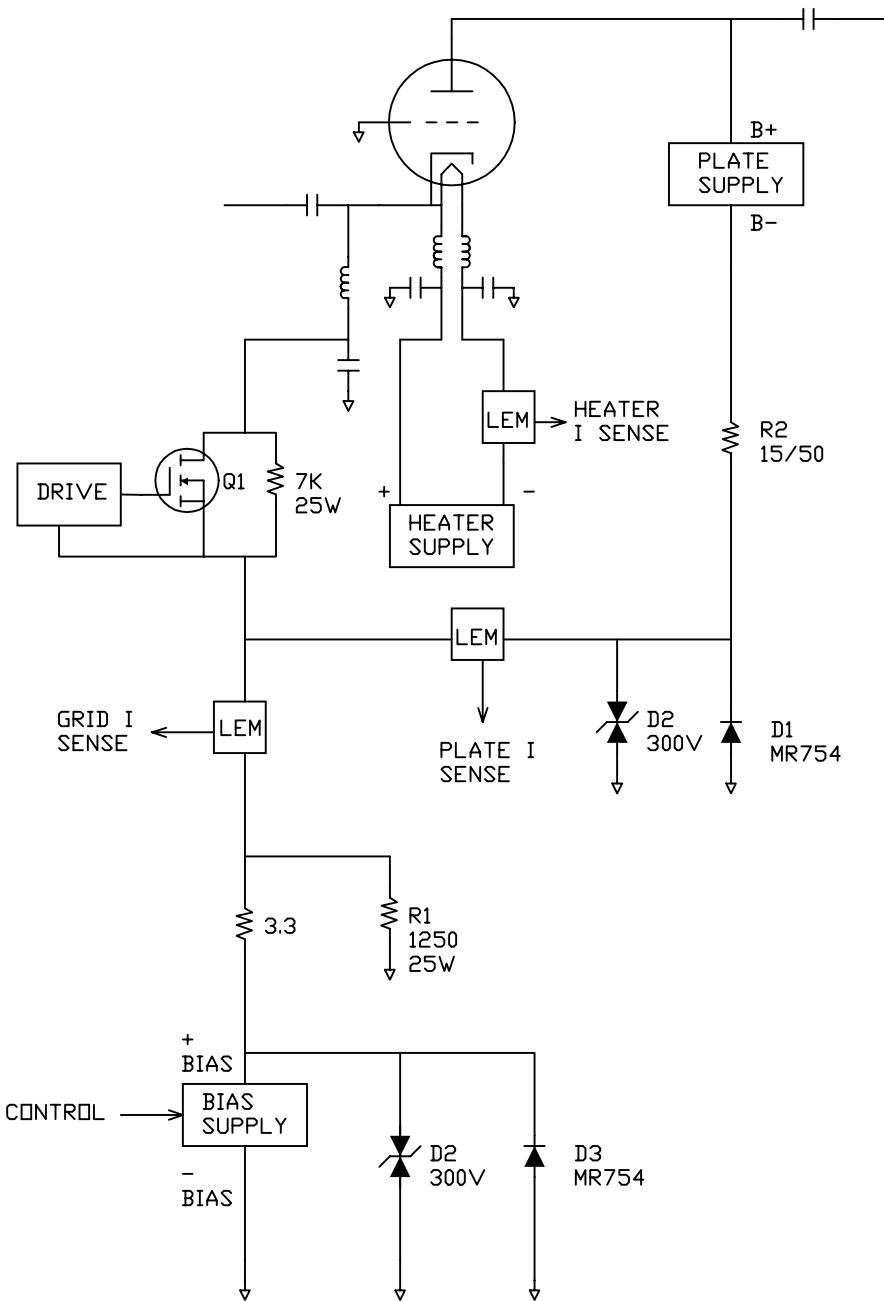 B+
PLATE
SUPPLY
B-
LEM
HEATER
I SENSE
R2
15/50
DRIVE
Q1
7K
25W
+
-
HEATER
SUPPLY
LEM
GRID I
SENSE
LEM
PLATE I
SENSE
D2
300V
D1
MR754
3.3
R1
1250
25W
+
BIAS
CONTROL
BIAS
SUPPLY
-
BIAS
D2
300V
D3
MR754